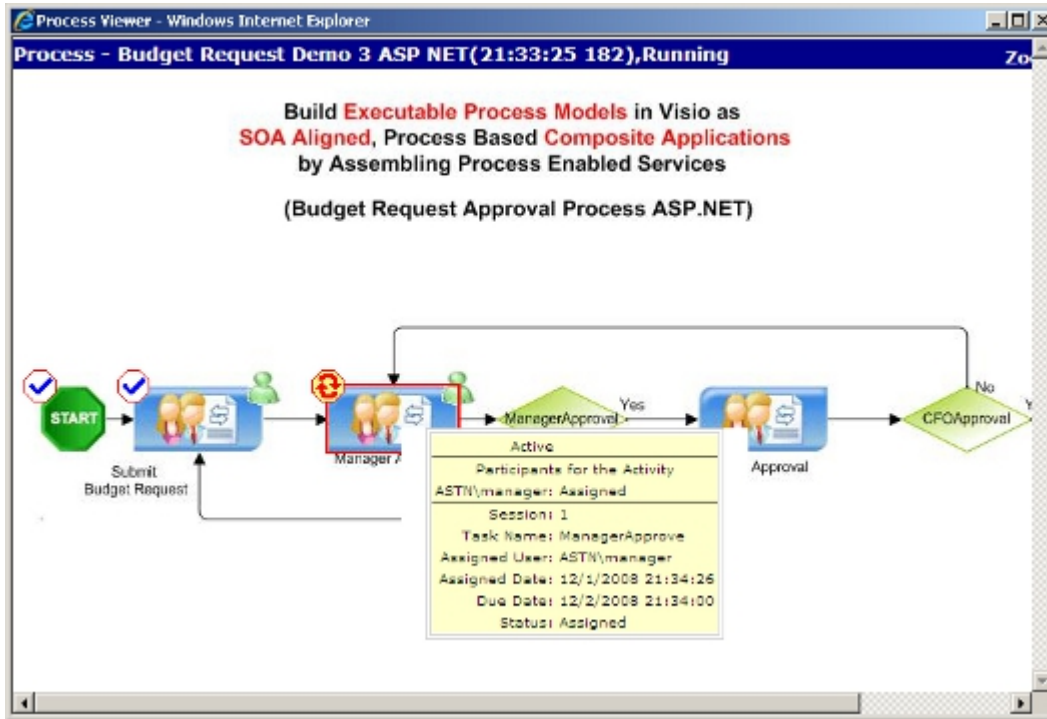 Process Viewer - Windows Internet Explorer
Process - Budget Request Demo 3 ASP NET(21:33:25 182),Running
Zo
Build Executable Process Models in Visio as
SOA Aligned, Process Based Composite Applications
by Assembling Process Enabled Services
(Budget Request Approval Process ASP.NET)
START
Submit
Budget Request
Manager A
ManagerApproval
Yes
Approval
CFOApproval
No
Y
Active
Participants for the Activity
ASTN\manager: Assigned
Session: 1
Task Name: ManagerApprove
Assigned User: ASTN\manager
Assigned Date: 12/1/2008 21:34:26
Due Date: 12/2/2008 21:34:00
Status: Assigned